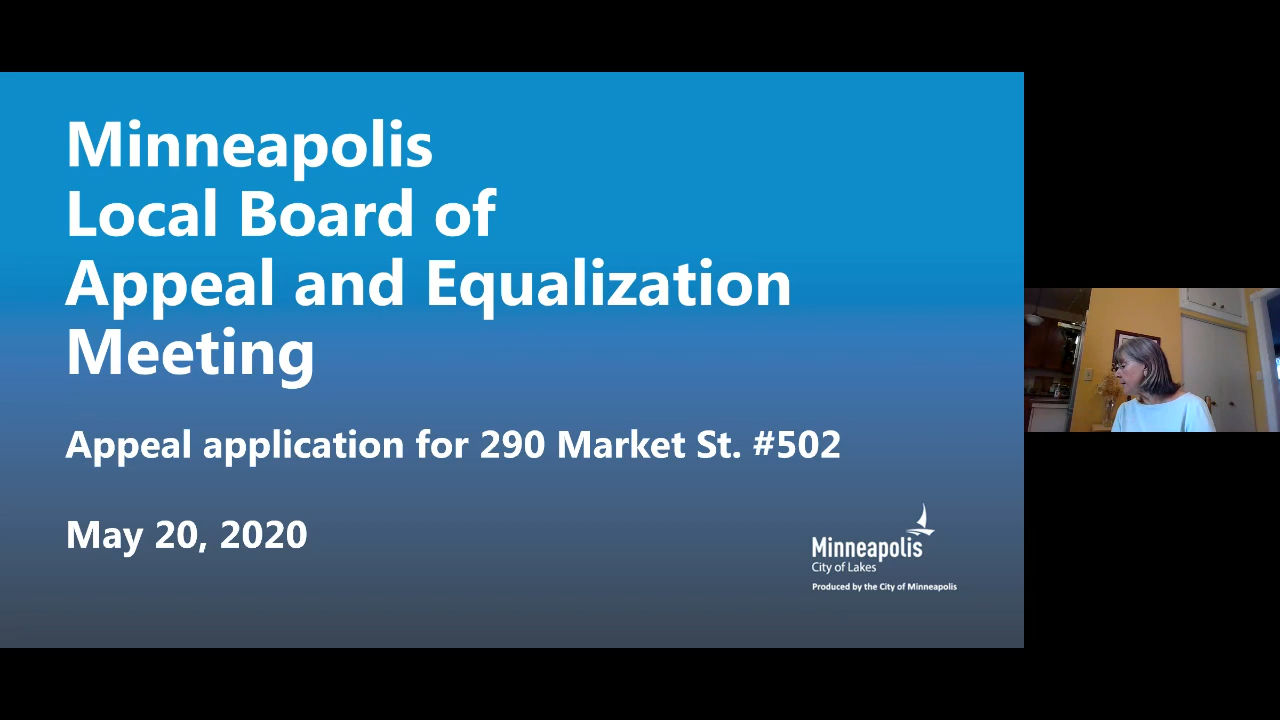 Minneapolis
Local Board of
Appeal and Equalization
Meeting
Appeal application for 290 Market St. #502
May 20, 2020
Minneapolis
City of Lakes
Produced by the City of Minneapolis